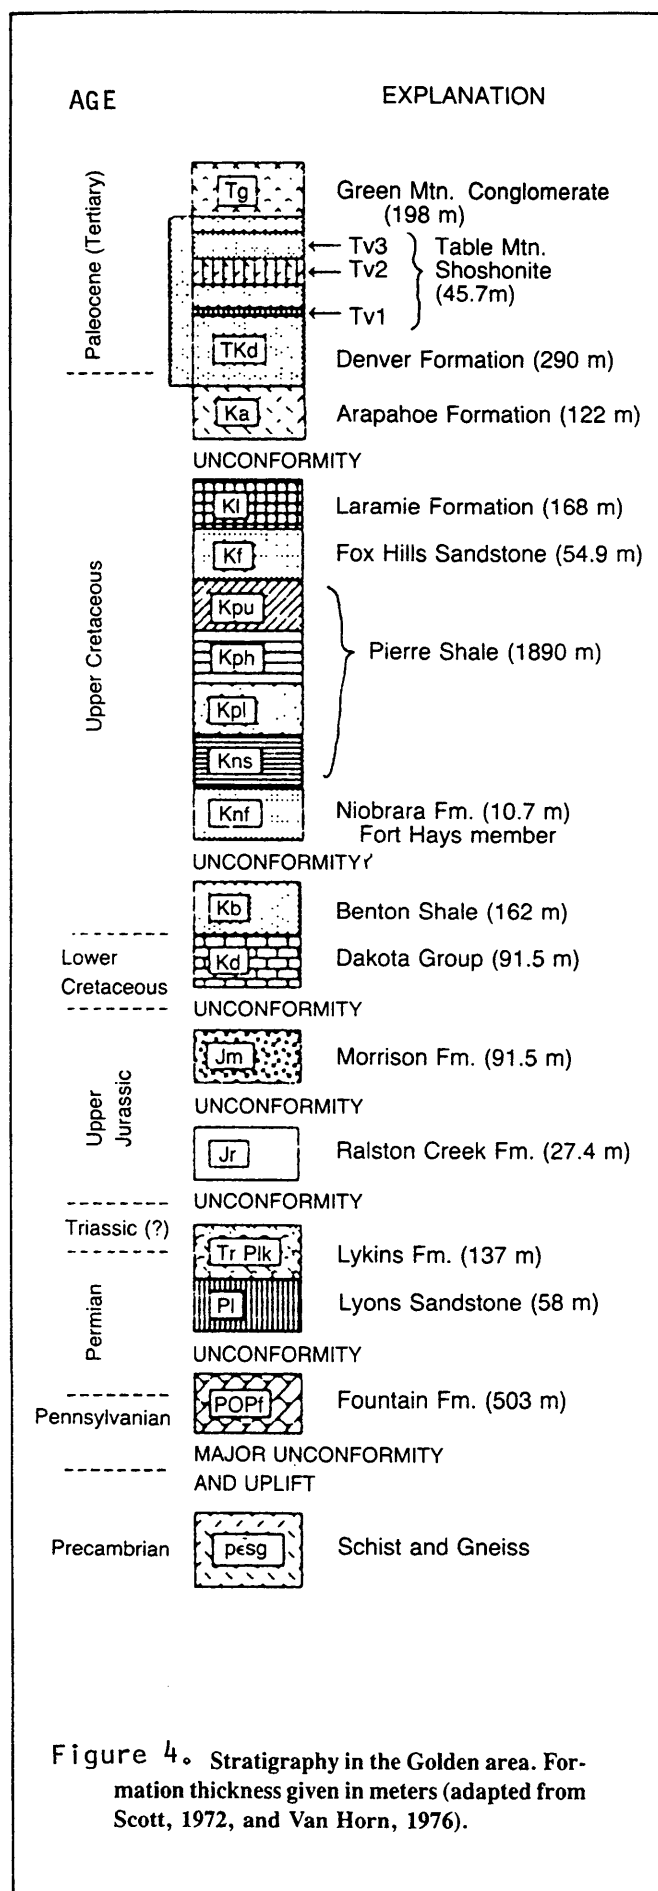 AGE EXPLANATION
Paleocene (Tertiary)
Tg Green Mtn. Conglomerate
(198 m)
Tv3 Table Mtn.
Tv2 Shoshonite
(45.7m)
Tv1
TKd Denver Formation (290 m)
Ka Arapahoe Formation (122 m)
UNCONFORMITY
Upper Cretaceous
Kl Laramie Formation (168 m)
Kf Fox Hills Sandstone (54.9 m)
Kpu
Kph Pierre Shale (1890 m)
Kpl
Kns
Knf Niobrara Fm. (10.7 m)
Fort Hays member
UNCONFORMITY
Kb Benton Shale (162 m)
Lower
Cretaceous
Kd Dakota Group (91.5 m)
UNCONFORMITY
Upper
Jurassic
Jm Morrison Fm. (91.5 m)
UNCONFORMITY
Jr Ralston Creek Fm. (27.4 m)
UNCONFORMITY
Triassic (?)
Tr Plk Lykins Fm. (137 m)
Permian
Pl Lyons Sandstone (58 m)
UNCONFORMITY
Pennsylvanian
POPf Fountain Fm. (503 m)
MAJOR UNCONFORMITY
AND UPLIFT
Precambrian p€sg Schist and Gneiss
Figure 4. Stratigraphy in the Golden area. For-
mation thickness given in meters (adapted from
Scott, 1972, and Van Horn, 1976).